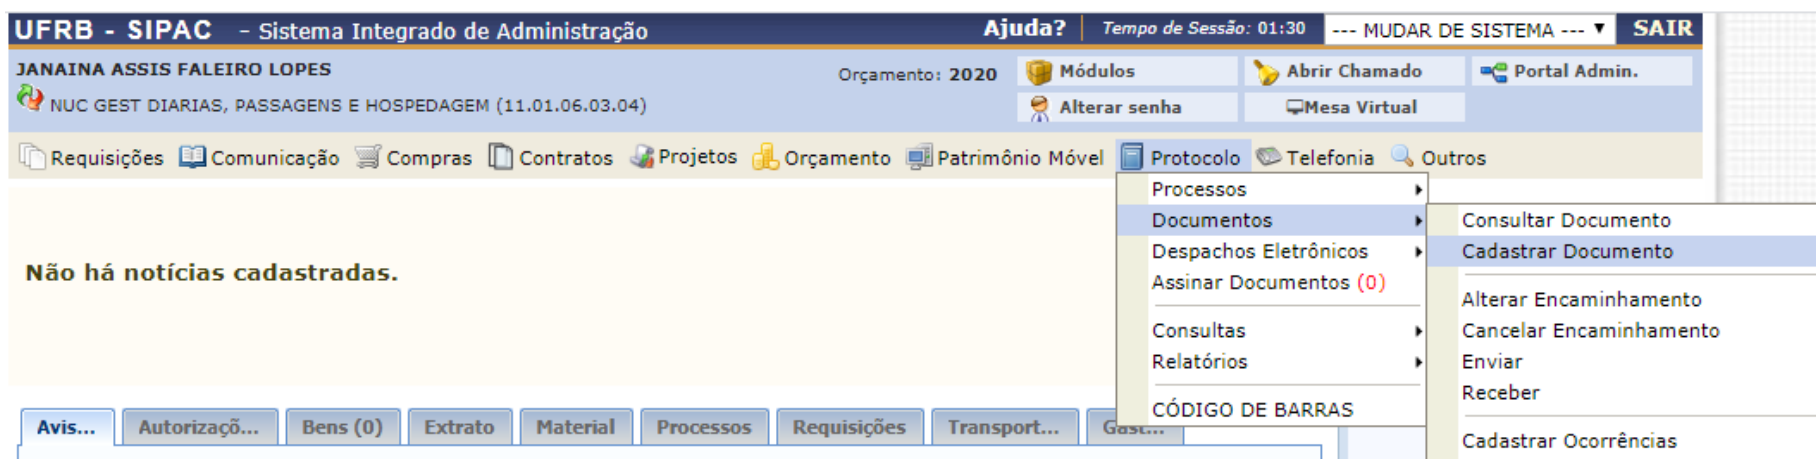 UFRB - SIPAC - Sistema Integrado de Administração
Ajuda? Tempo de Sessão: 01:30 --- MUDAR DE SISTEMA --- SAIR
JANAINA ASSIS FALEIRO LOPES
NUC GEST DIARIAS, PASSAGENS E HOSPEDAGEM (11.01.06.03.04)
Orçamento: 2020
Módulos Abrir Chamado Portal Admin.
Alterar senha Mesa Virtual
Requisições Comunicação Compras Contratos Projetos Orçamento Patrimônio Móvel Protocolo Telefonia Outros
Não há notícias cadastradas.
Processos
Documentos
Despachos Eletrônicos
Assinar Documentos (0)
Consultas
Relatórios
CÓDIGO DE BARRAS
Consultar Documento
Cadastrar Documento
Alterar Encaminhamento
Cancelar Encaminhamento
Enviar
Receber
Cadastrar Ocorrências
Avis... Autorizaçõ... Bens (0) Extrato Material Processos Requisições Transport... Gast...